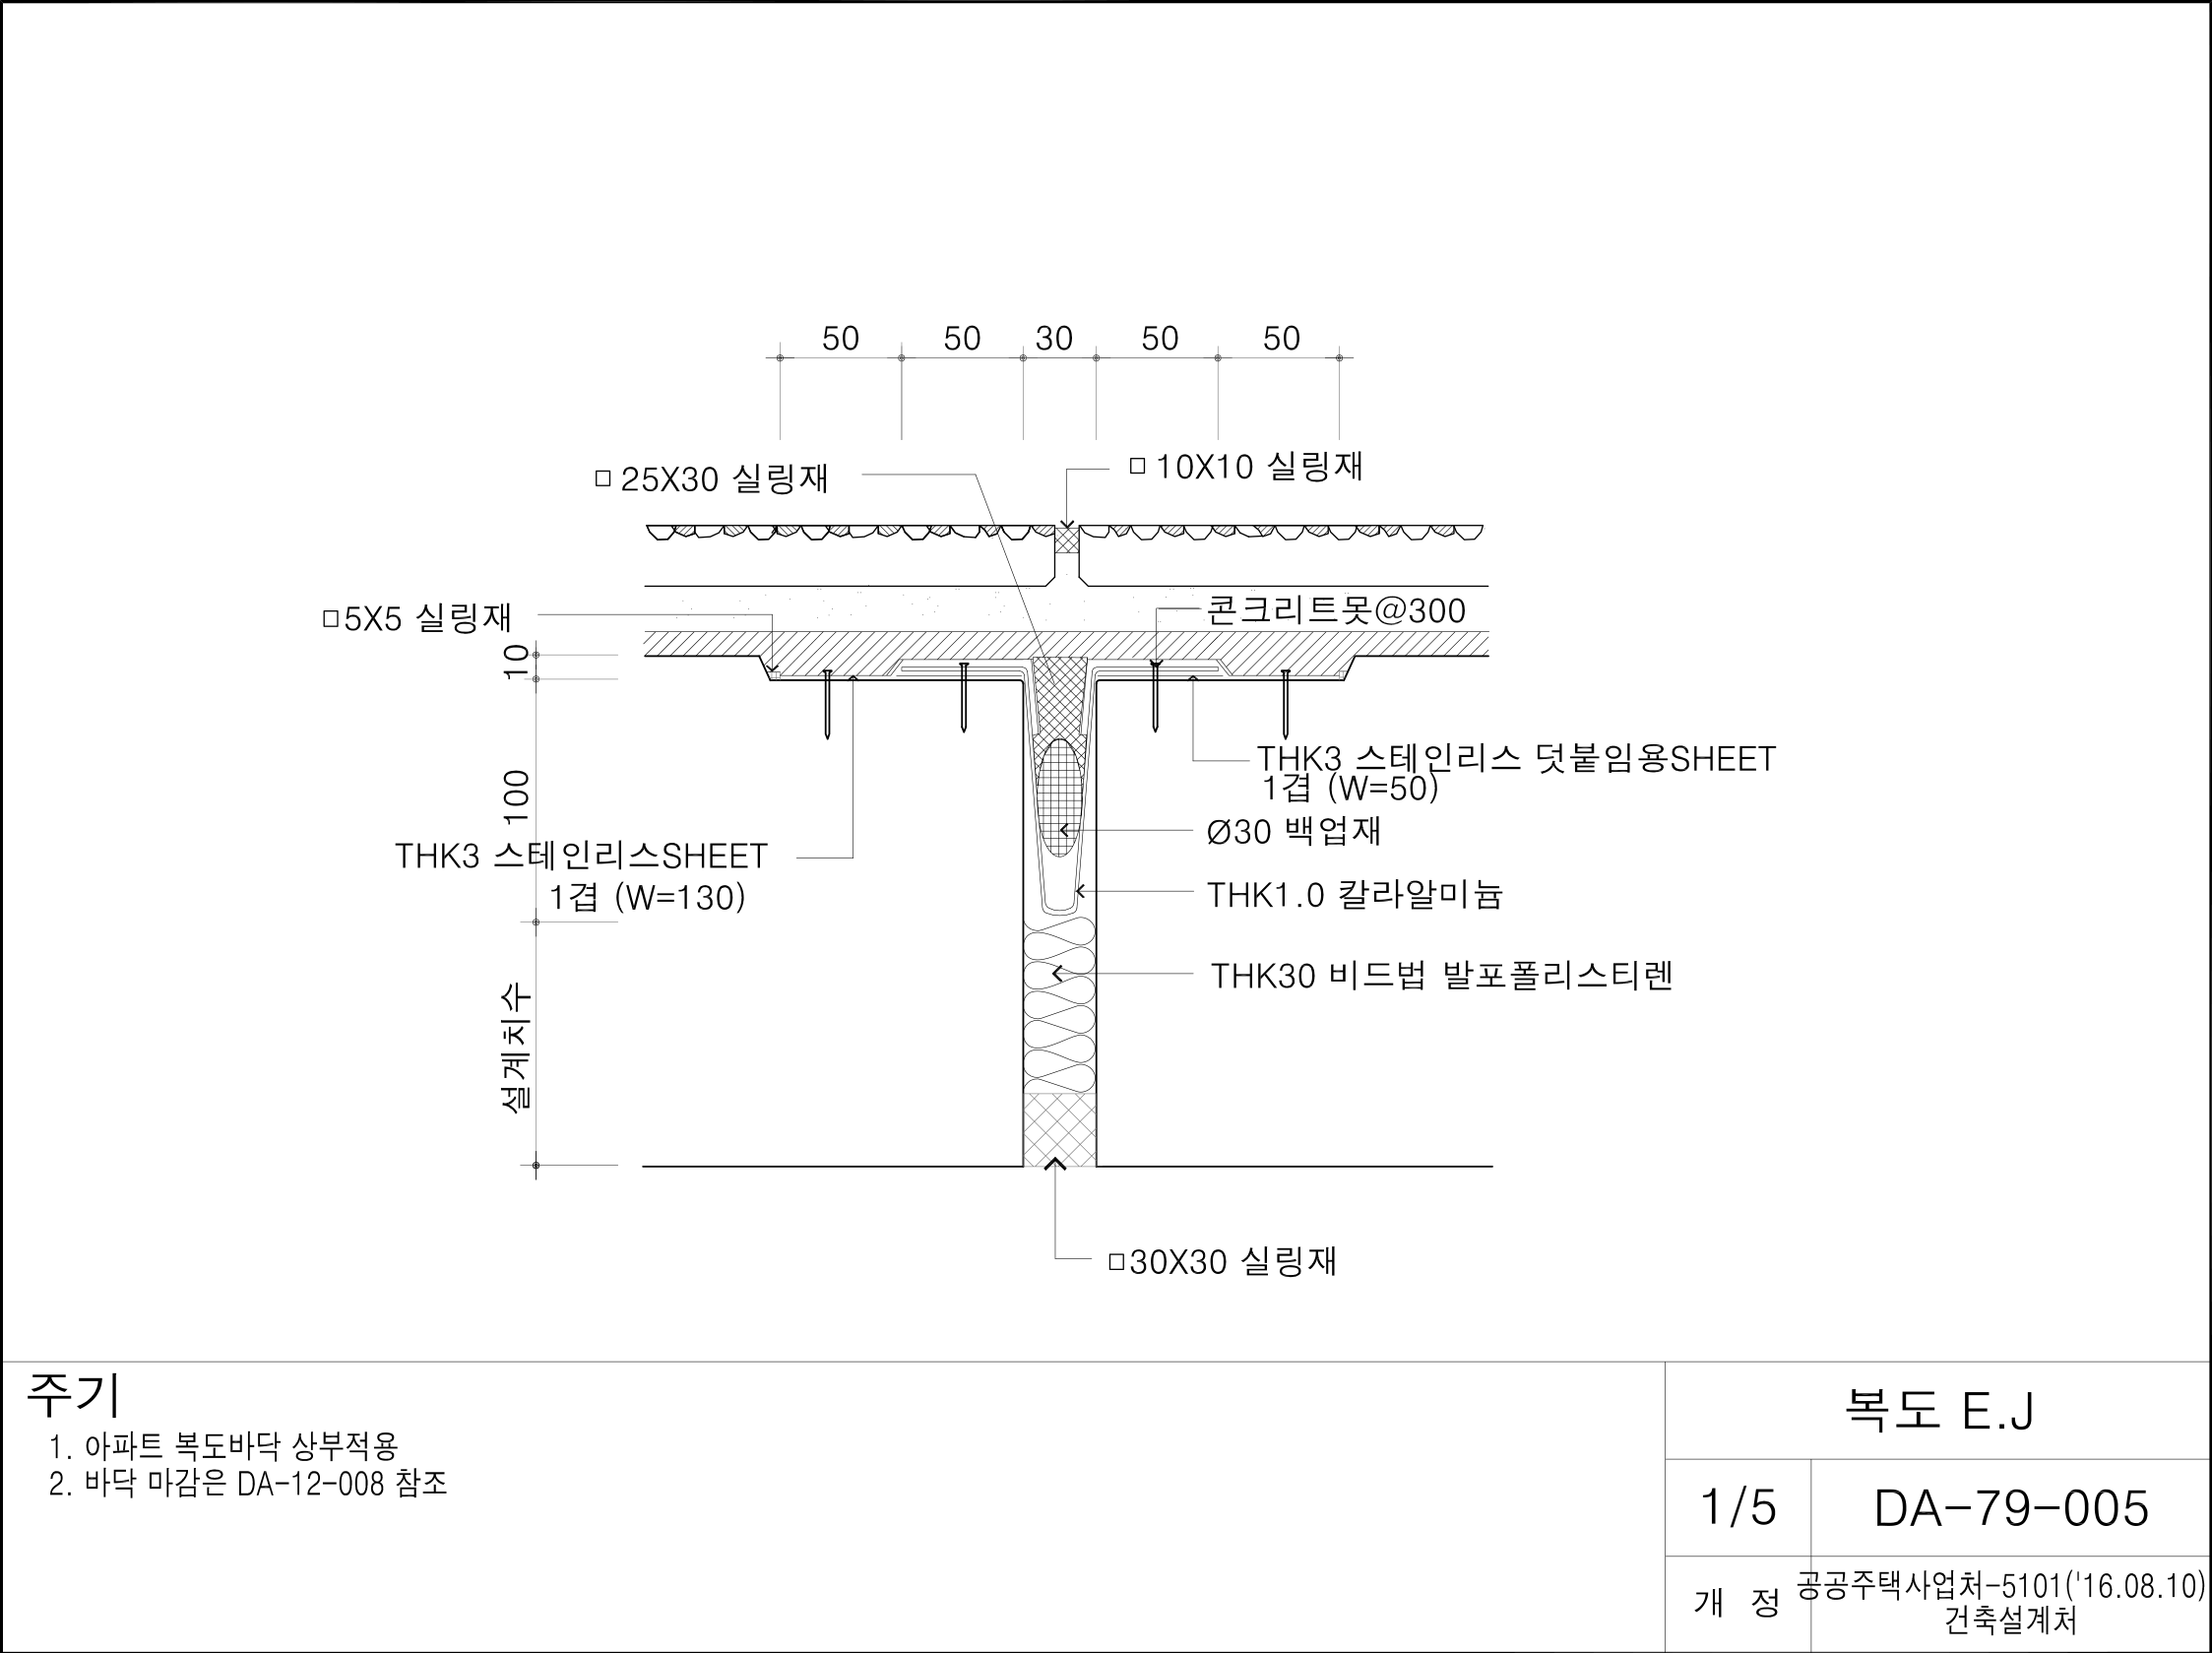 50 50 30 50 50
□ 25X30 실링재
□ 10X10 실링재
□5X5 실링재
콘크리트못@300
10
100
설계치수
THK3 스테인리스 덧붙임용SHEET
1겹 (W=50)
Ø30 백업재
THK3 스테인리스SHEET
1겹 (W=130)
THK1.0 칼라알미늄
THK30 비드법 발포폴리스티렌
□30X30 실링재
주기
1. 아파트 복도바닥 상부적용
2. 바닥 마감은 DA-12-008 참조
복도 E.J
1/5
DA-79-005
개 정
공공주택사업처-5101('16.08.10)
건축설계처